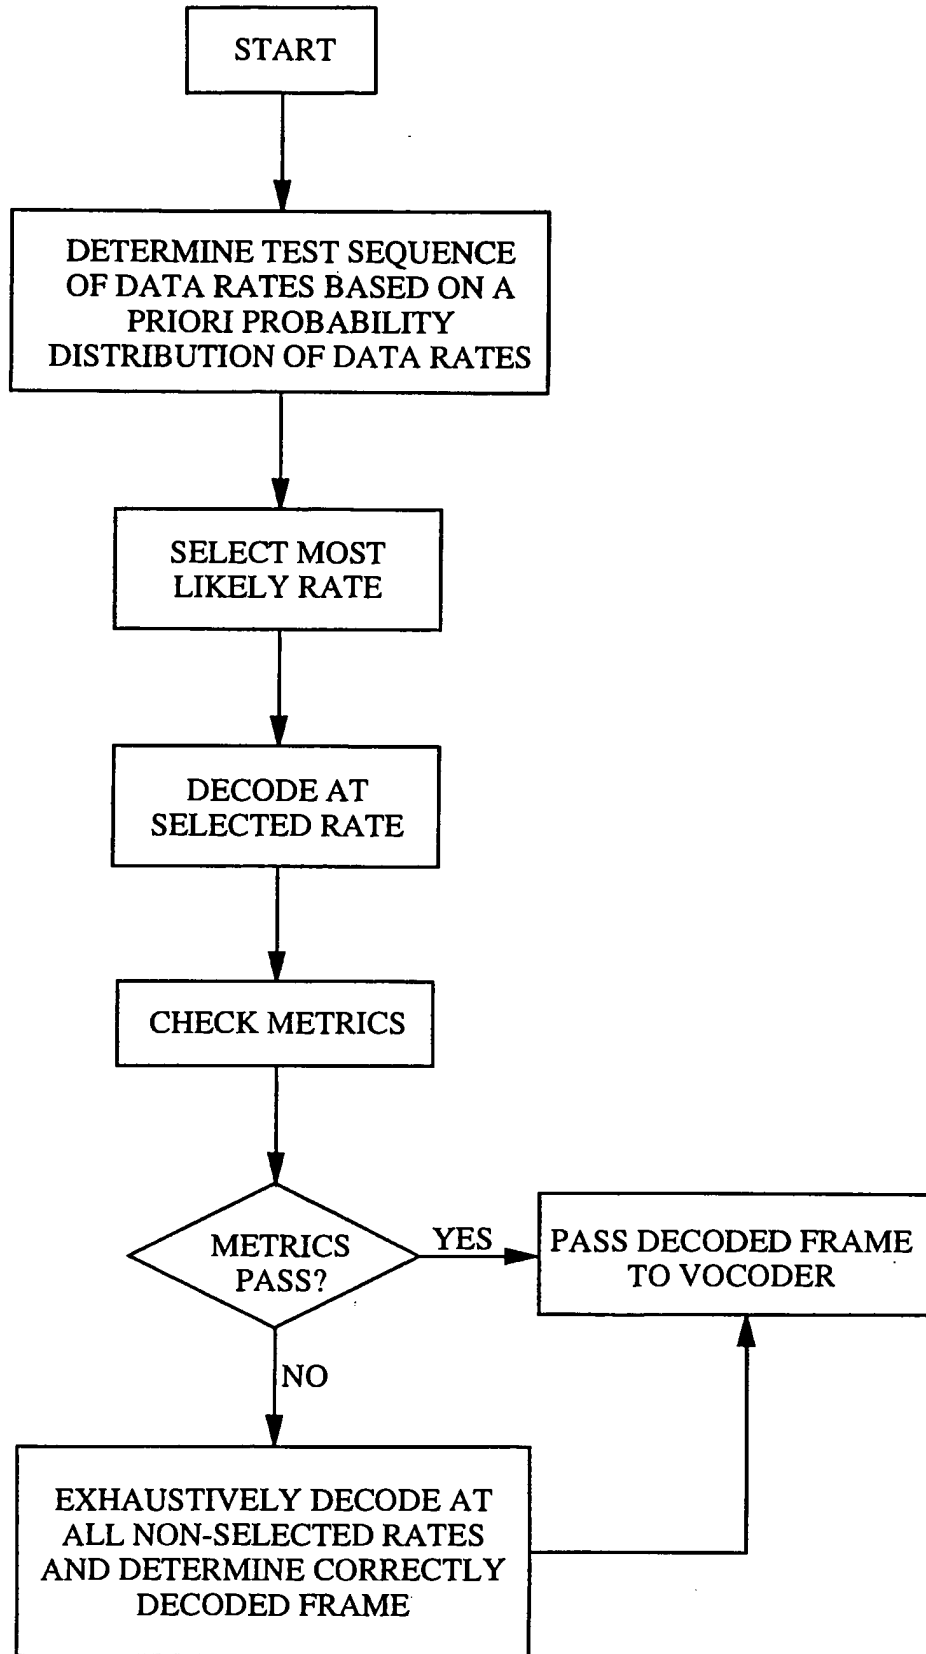 START
DETERMINE TEST SEQUENCE
OF DATA RATES BASED ON A
PRIORI PROBABILITY
DISTRIBUTION OF DATA RATES
SELECT MOST
LIKELY RATE
DECODE AT
SELECTED RATE
CHECK METRICS
METRICS
PASS?
YES
PASS DECODED FRAME
TO VOCODER
NO
EXHAUSTIVELY DECODE AT
ALL NON-SELECTED RATES
AND DETERMINE CORRECTLY
DECODED FRAME